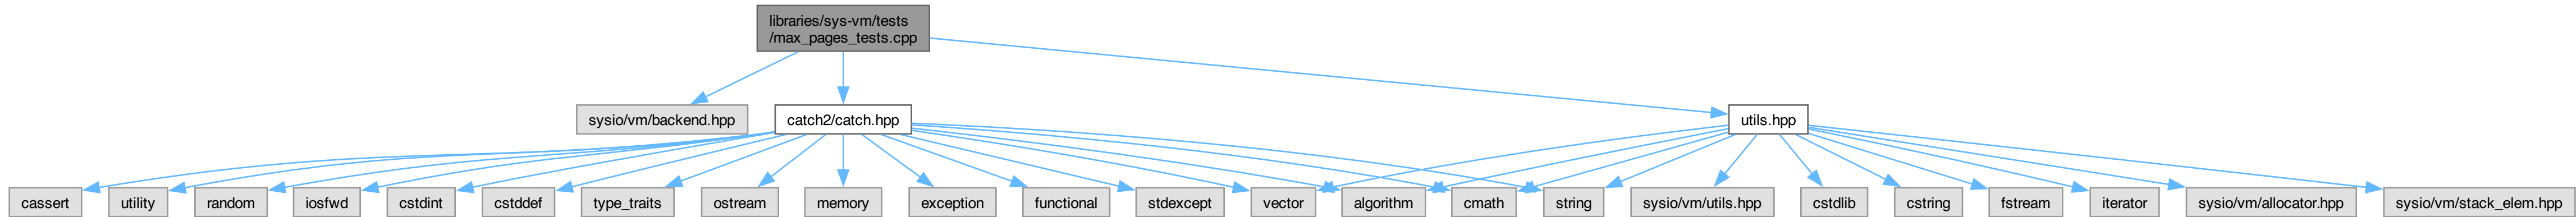 libraries/sys-vm/tests
/max_pages_tests.cpp
sysio/vm/backend.hpp
catch2/catch.hpp
utils.hpp
cassert
utility
random
iosfwd
cstdint
cstddef
type_traits
ostream
memory
exception
functional
stdexcept
vector
algorithm
cmath
string
sysio/vm/utils.hpp
cstdlib
cstring
fstream
iterator
sysio/vm/allocator.hpp
sysio/vm/stack_elem.hpp